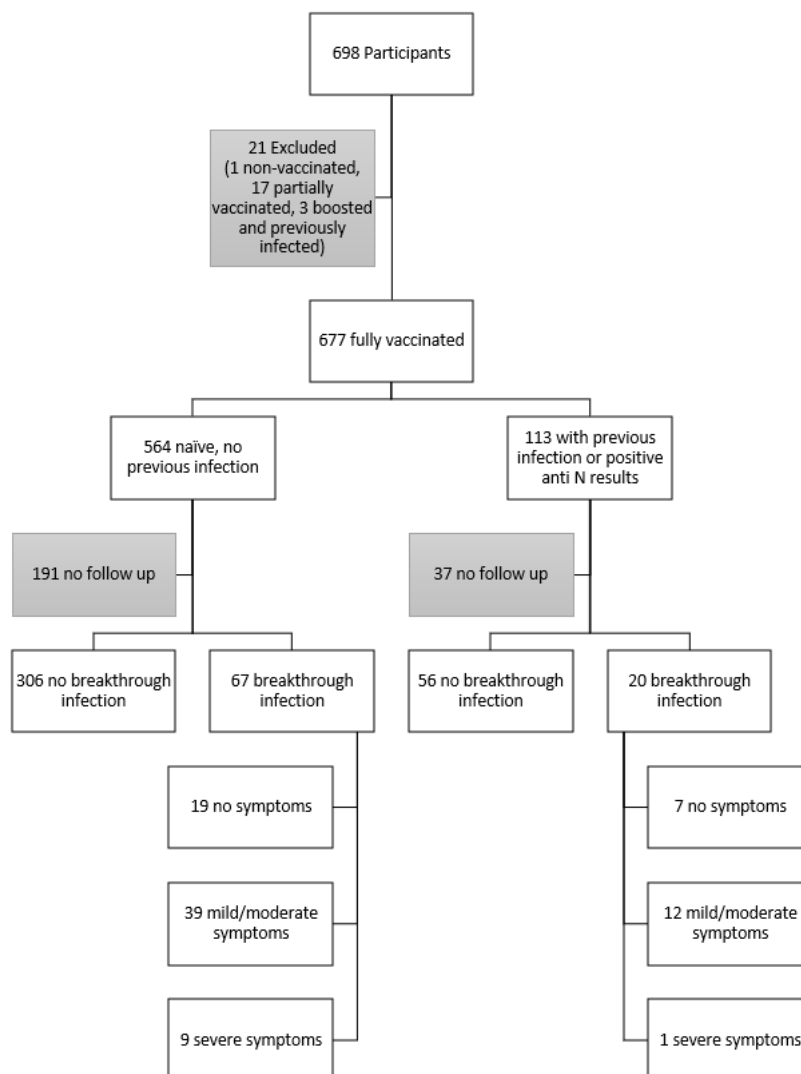 698 Participants
21 Excluded
(1 non-vaccinated,
17 partially
vaccinated, 3 boosted
and previously
infected)
677 fully vaccinated
564 naïve, no
previous infection
113 with previous
infection or positive
anti N results
191 no follow up
37 no follow up
306 no breakthrough
infection
67 breakthrough
infection
56 no breakthrough
infection
20 breakthrough
infection
19 no symptoms
7 no symptoms
39 mild/moderate
symptoms
12 mild/moderate
symptoms
9 severe symptoms
1 severe symptoms